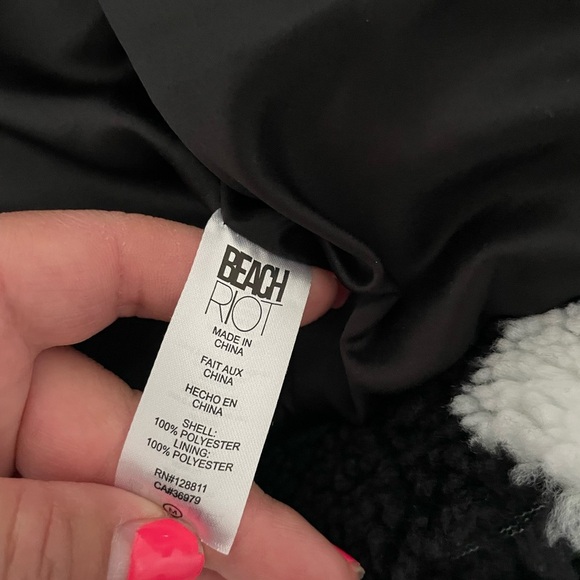 BEACH
RIOT
MADE IN
CHINA
FAIT AUX
CHINA
HECHO EN
CHINA
SHELL:
100% POLYESTER
LINING:
100% POLYESTER
RN#128811
CA#36979